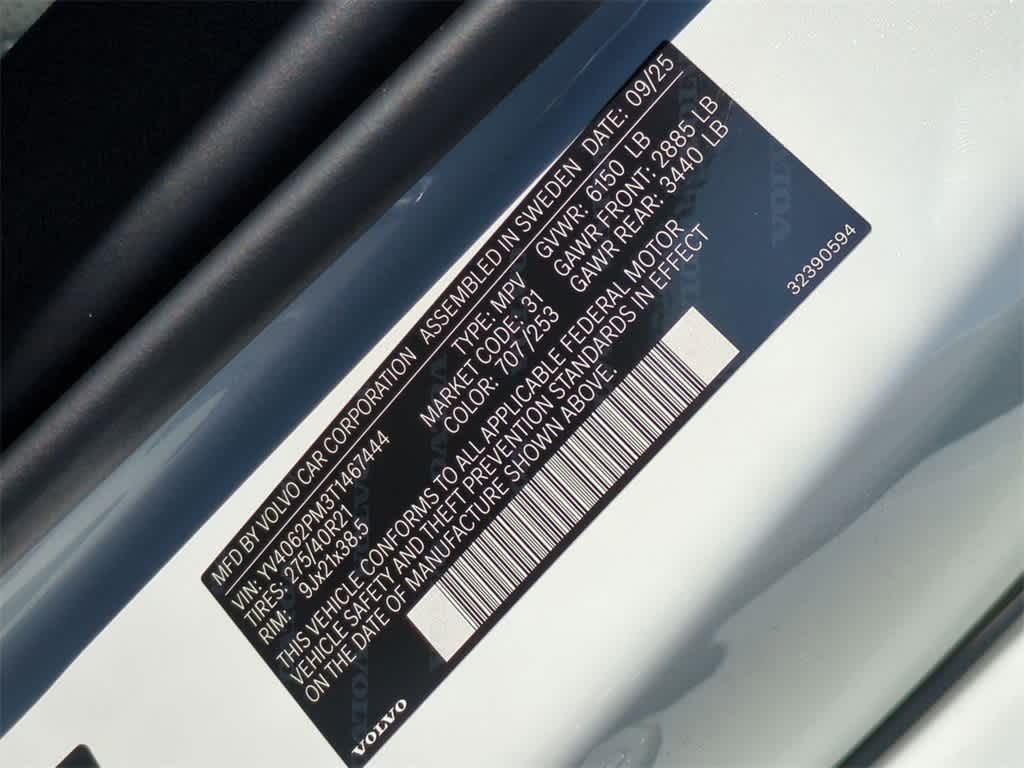 MFD BY VOLVO CAR CORPORATION ASSEMBLED IN SWEDEN DATE: 09/25
VIN: YV4062PM3T1467444 TYPE: MPV GVWR: 6150 LB
TIRES: 275/40R21 MARKET CODE: 31 GAWR FRONT: 2885 LB
RIM: 9Jx21x38.5 COLOR: 707/253 GAWR REAR: 3440 LB
THIS VEHICLE CONFORMS TO ALL APPLICABLE FEDERAL MOTOR
VEHICLE SAFETY AND THEFT PREVENTION STANDARDS IN EFFECT
ON THE DATE OF MANUFACTURE SHOWN ABOVE.
VOLVO
32390594